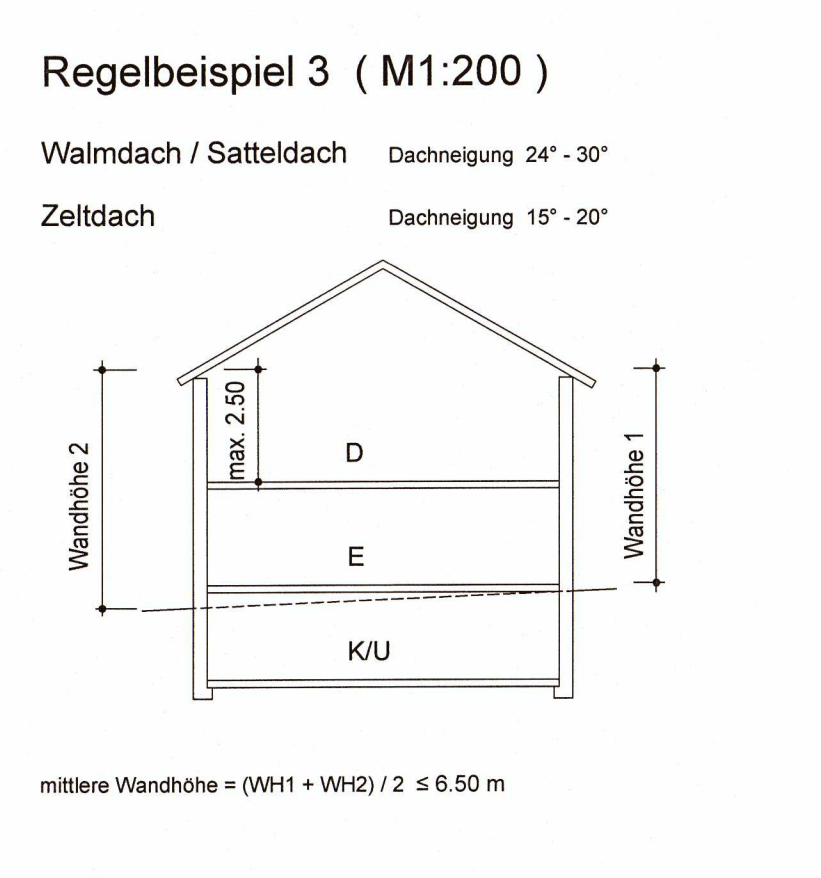 Regelbeispiel 3 ( M1:200 )
Walmdach / Satteldach Dachneigung 24° - 30°
Zeltdach Dachneigung 15° - 20°
max. 2.50
D
Wandhöhe 2
Wandhöhe 1
E
K/U
mittlere Wandhöhe = (WH1 + WH2) / 2 ≤ 6.50 m